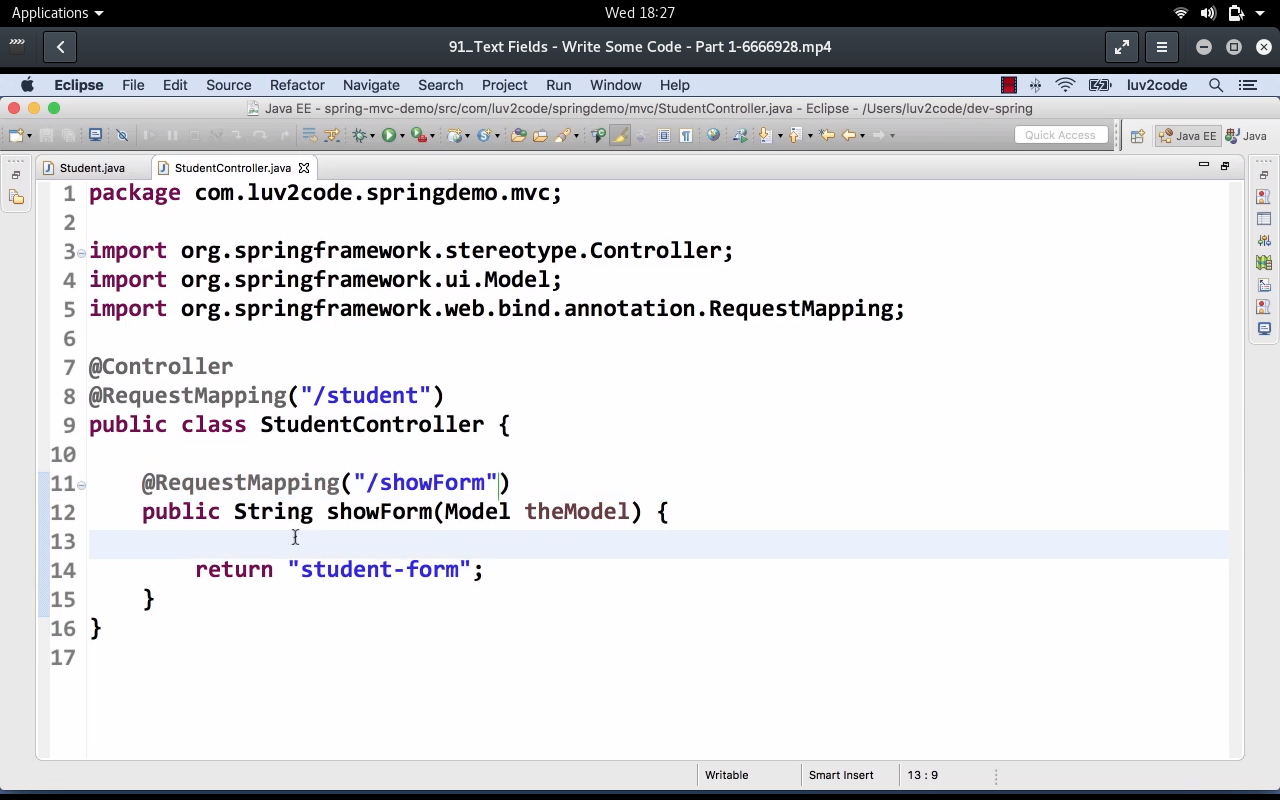 Applications
Wed 18:27
91_Text Fields - Write Some Code - Part 1-6666928.mp4
Eclipse File Edit Source Refactor Navigate Search Project Run Window Help luv2code
Java EE - spring-mvc-demo/src/com/luv2code/springdemo/mvc/StudentController.java - Eclipse - /Users/luv2code/dev-spring
Quick Access Java EE Java
Student.java StudentController.java
1 package com.luv2code.springdemo.mvc;
2
3 import org.springframework.stereotype.Controller;
4 import org.springframework.ui.Model;
5 import org.springframework.web.bind.annotation.RequestMapping;
6
7 @Controller
8 @RequestMapping("/student")
9 public class StudentController {
10
11 @RequestMapping("/showForm")
12 public String showForm(Model theModel) {
13
14 return "student-form";
15 }
16 }
17
Writable Smart Insert 13 : 9